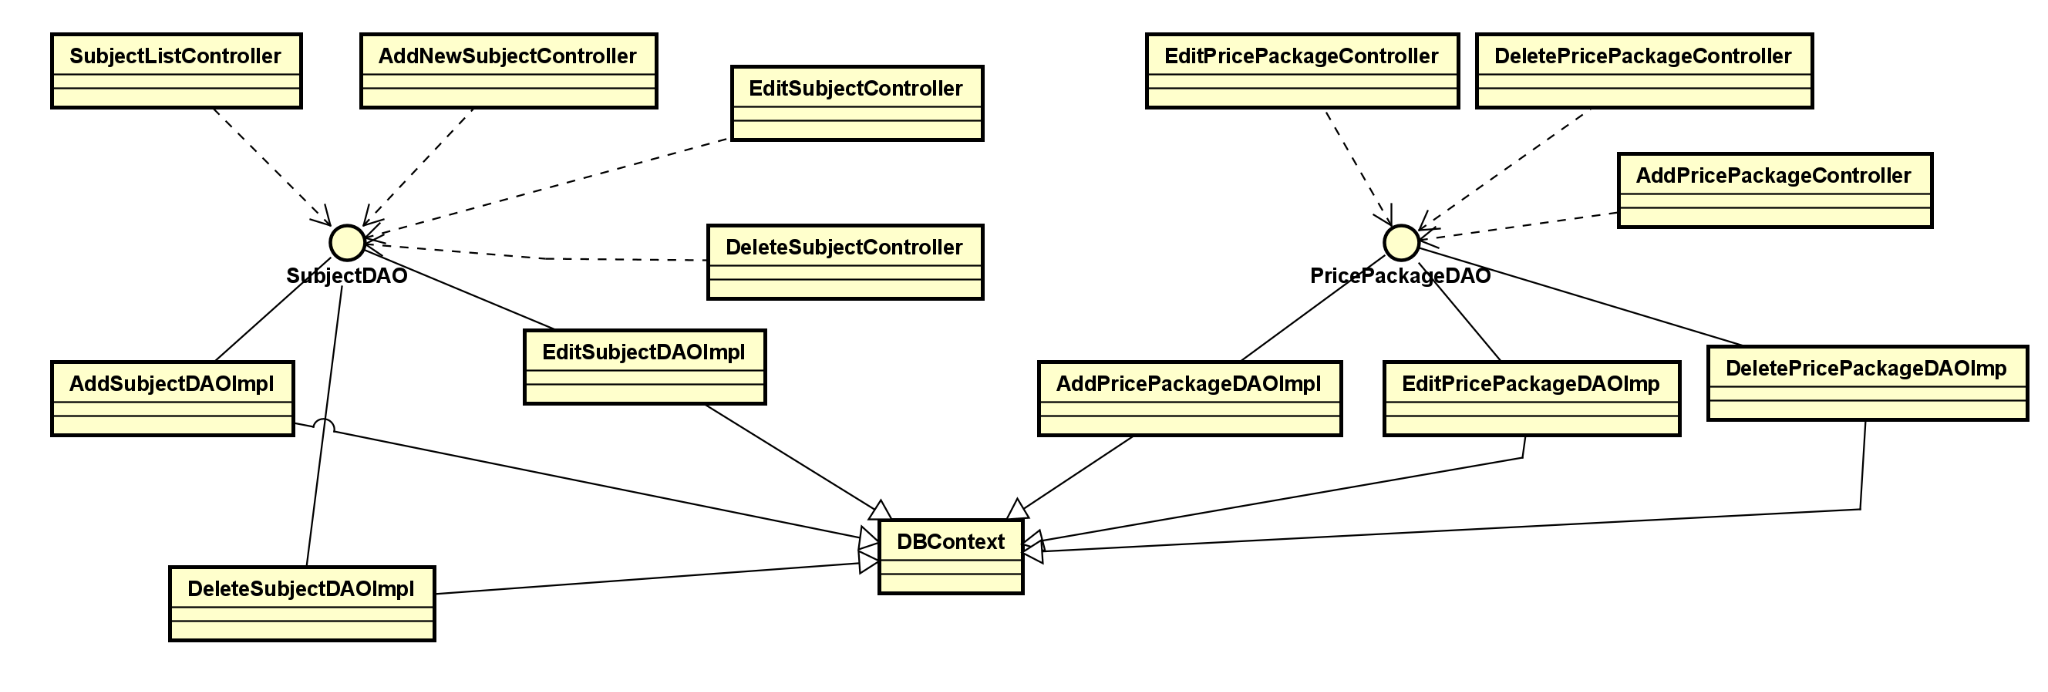 SubjectListController
AddNewSubjectController
EditSubjectController
EditPricePackageController
DeletePricePackageController
AddPricePackageController
SubjectDAO
DeleteSubjectController
PricePackageDAO
AddSubjectDAOImpl
EditSubjectDAOImpl
AddPricePackageDAOImpl
EditPricePackageDAOImp
DeletePricePackageDAOImp
DBContext
DeleteSubjectDAOImpl